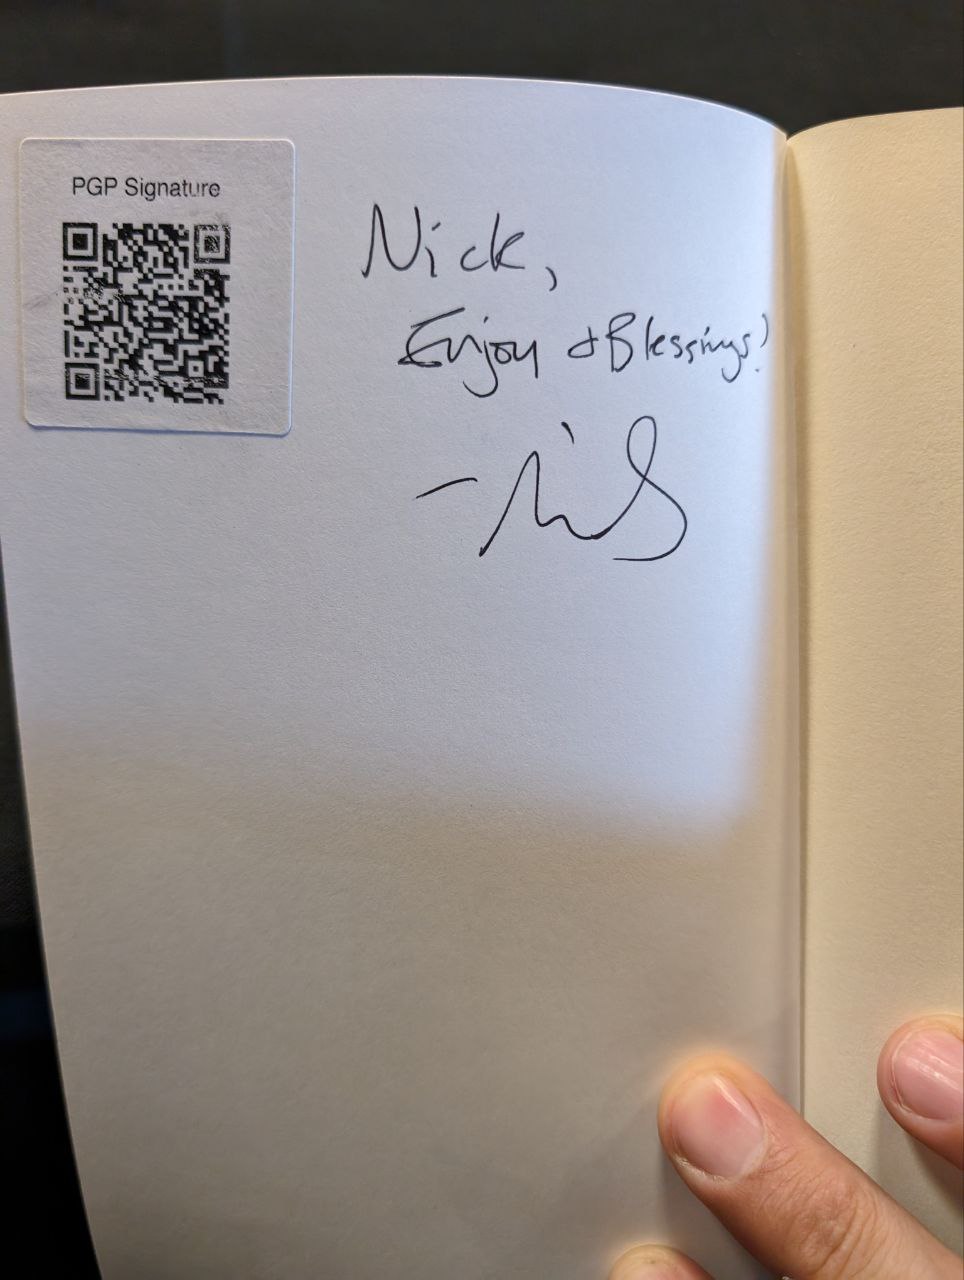 PGP Signature
Nick,
Enjoy + Blessings!